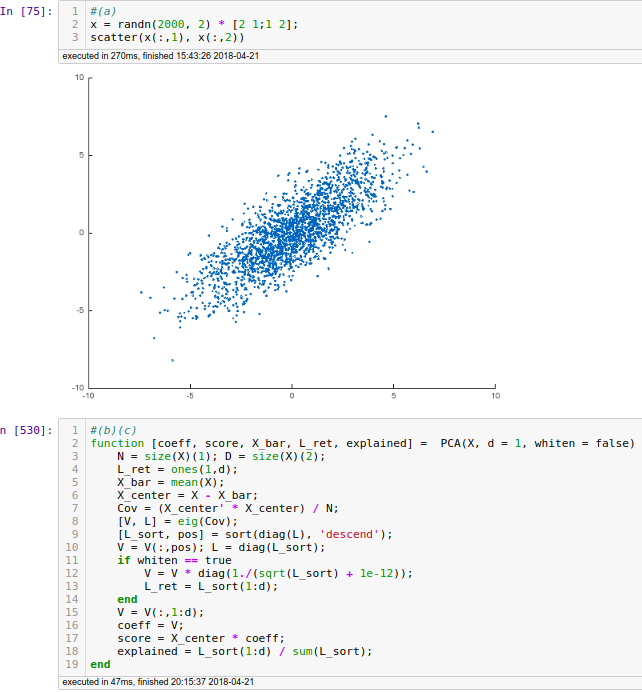 In [75]:
1 #(a)
2 x = randn(2000, 2) * [2 1;1 2];
3 scatter(x(:,1), x(:,2))
executed in 270ms, finished 15:43:26 2018-04-21
10
5
0
-5
-10
-10 -5 0 5 10
n [530]:
1 #(b)(c)
2 function [coeff, score, X_bar, L_ret, explained] =  PCA(X, d = 1, whiten = false)
3     N = size(X)(1); D = size(X)(2);
4     L_ret = ones(1,d);
5     X_bar = mean(X);
6     X_center = X - X_bar;
7     Cov = (X_center' * X_center) / N;
8     [V, L] = eig(Cov);
9     [L_sort, pos] = sort(diag(L), 'descend');
10     V = V(:,pos); L = diag(L_sort);
11     if whiten == true
12         V = V * diag(1./(sqrt(L_sort) + 1e-12));
13         L_ret = L_sort(1:d);
14     end
15     V = V(:,1:d);
16     coeff = V;
17     score = X_center * coeff;
18     explained = L_sort(1:d) / sum(L_sort);
19 end
executed in 47ms, finished 20:15:37 2018-04-21